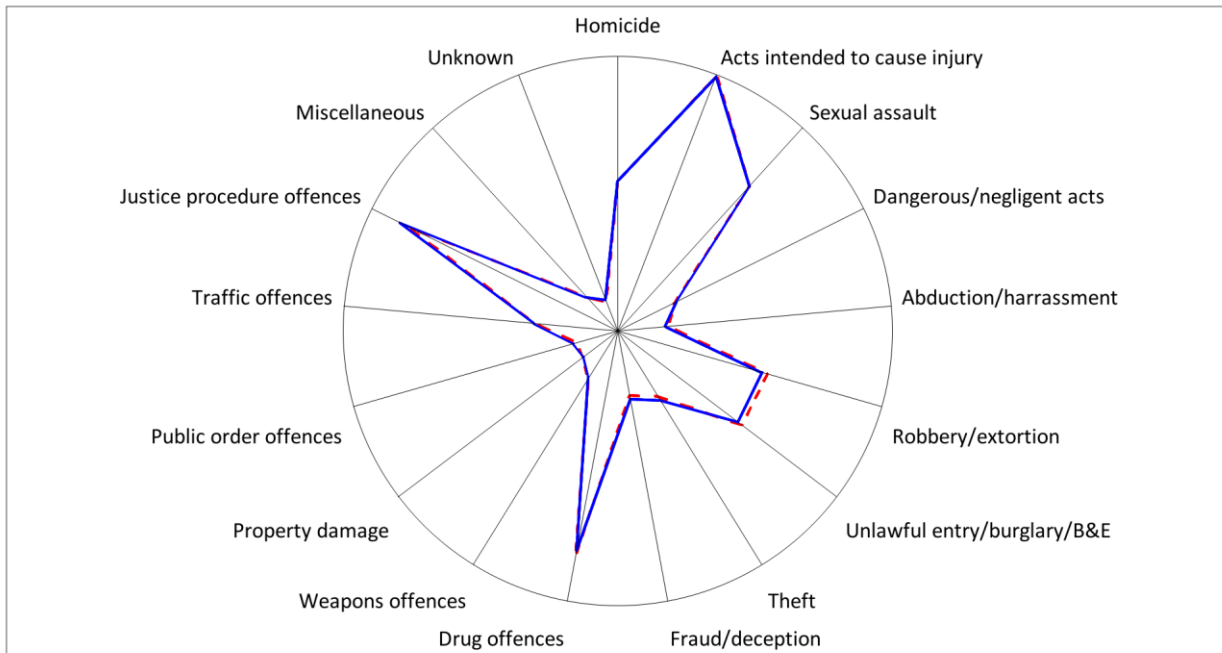 Homicide
Acts intended to cause injury
Sexual assault
Dangerous/negligent acts
Abduction/harrassment
Robbery/extortion
Unlawful entry/burglary/B&E
Theft
Fraud/deception
Drug offences
Weapons offences
Property damage
Public order offences
Traffic offences
Justice procedure offences
Miscellaneous
Unknown